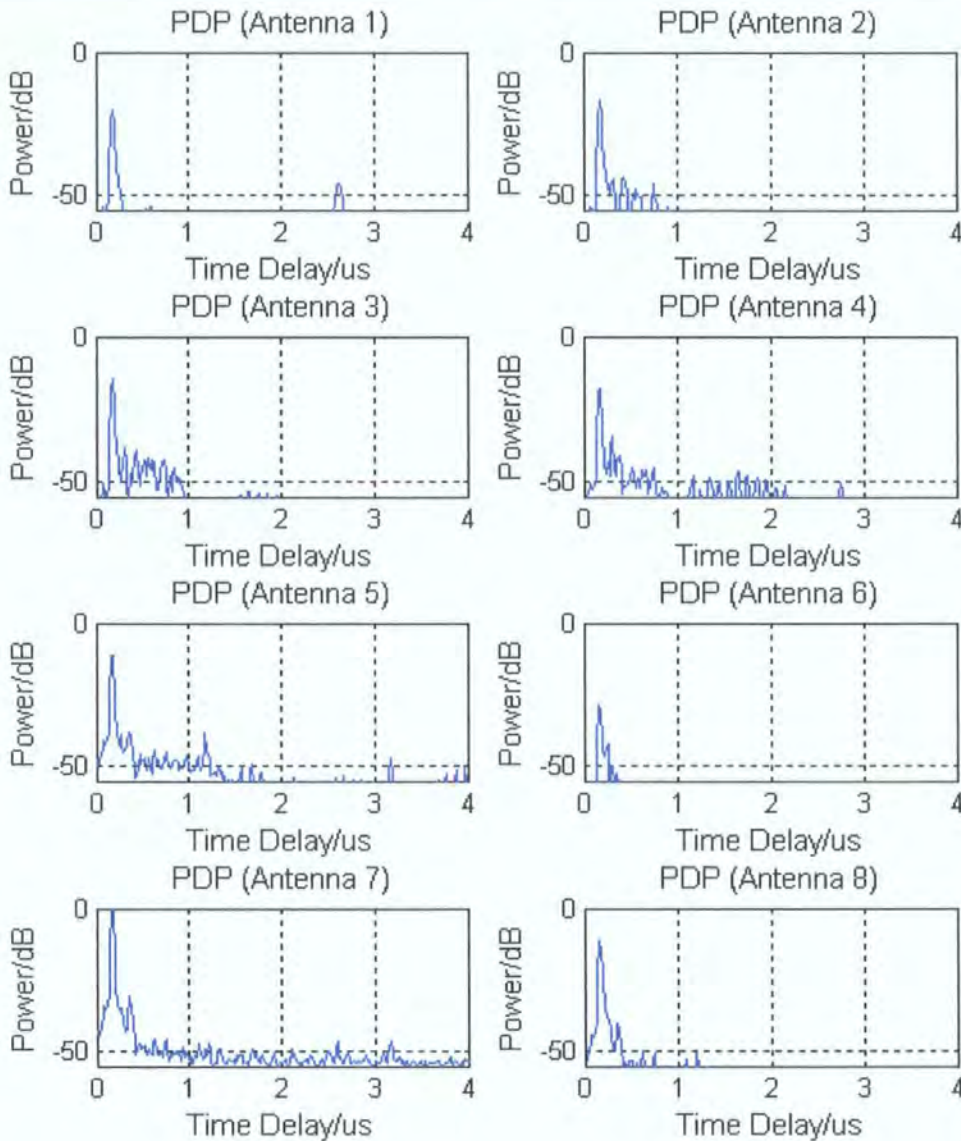 PDP (Antenna 1)
0
-50
Power/dB
0 1 2 3 4
Time Delay/us
PDP (Antenna 2)
0
-50
Power/dB
0 1 2 3 4
Time Delay/us
PDP (Antenna 3)
0
-50
Power/dB
0 1 2 3 4
Time Delay/us
PDP (Antenna 4)
0
-50
Power/dB
0 1 2 3 4
Time Delay/us
PDP (Antenna 5)
0
-50
Power/dB
0 1 2 3 4
Time Delay/us
PDP (Antenna 6)
0
-50
Power/dB
0 1 2 3 4
Time Delay/us
PDP (Antenna 7)
0
-50
Power/dB
0 1 2 3 4
Time Delay/us
PDP (Antenna 8)
0
-50
Power/dB
0 1 2 3 4
Time Delay/us